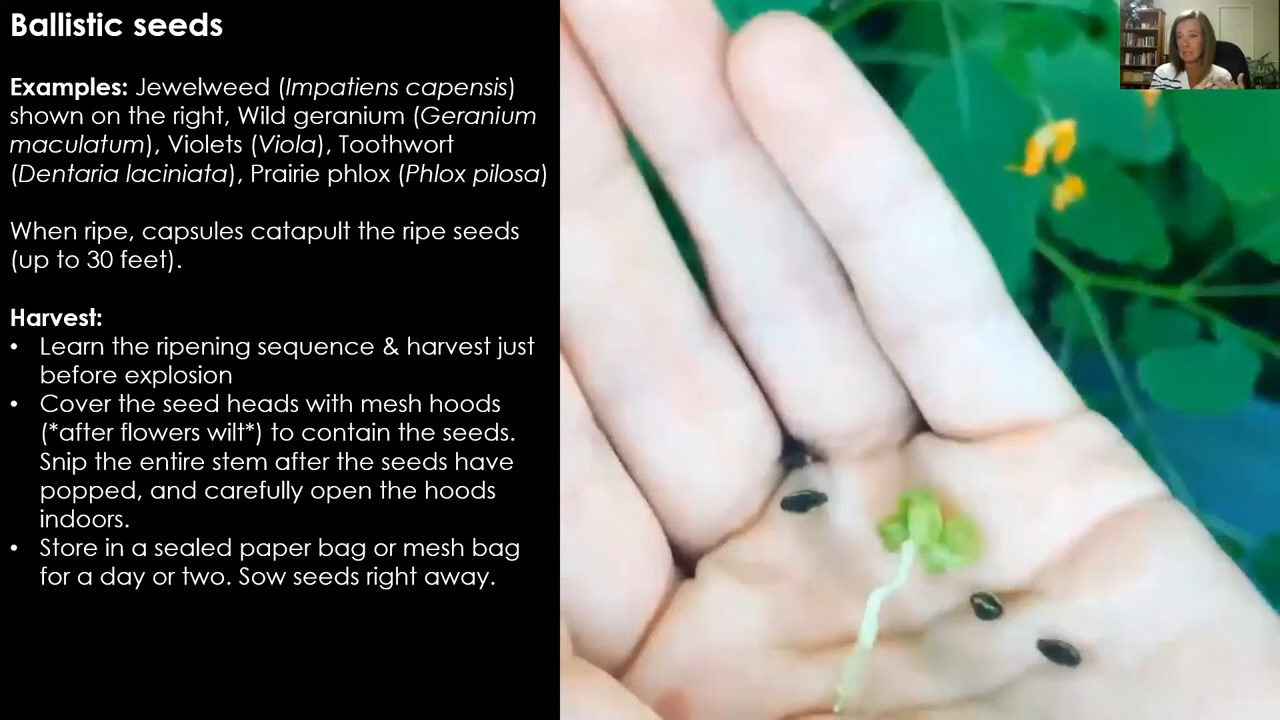 Ballistic seeds
Examples: Jewelweed (Impatiens capensis)
shown on the right, Wild geranium (Geranium
maculatum), Violets (Viola), Toothwort
(Dentaria laciniata), Prairie phlox (Phlox pilosa)
When ripe, capsules catapult the ripe seeds
(up to 30 feet).
Harvest:
• Learn the ripening sequence & harvest just
before explosion
• Cover the seed heads with mesh hoods
(*after flowers wilt*) to contain the seeds.
Snip the entire stem after the seeds have
popped, and carefully open the hoods
indoors.
• Store in a sealed paper bag or mesh bag
for a day or two. Sow seeds right away.